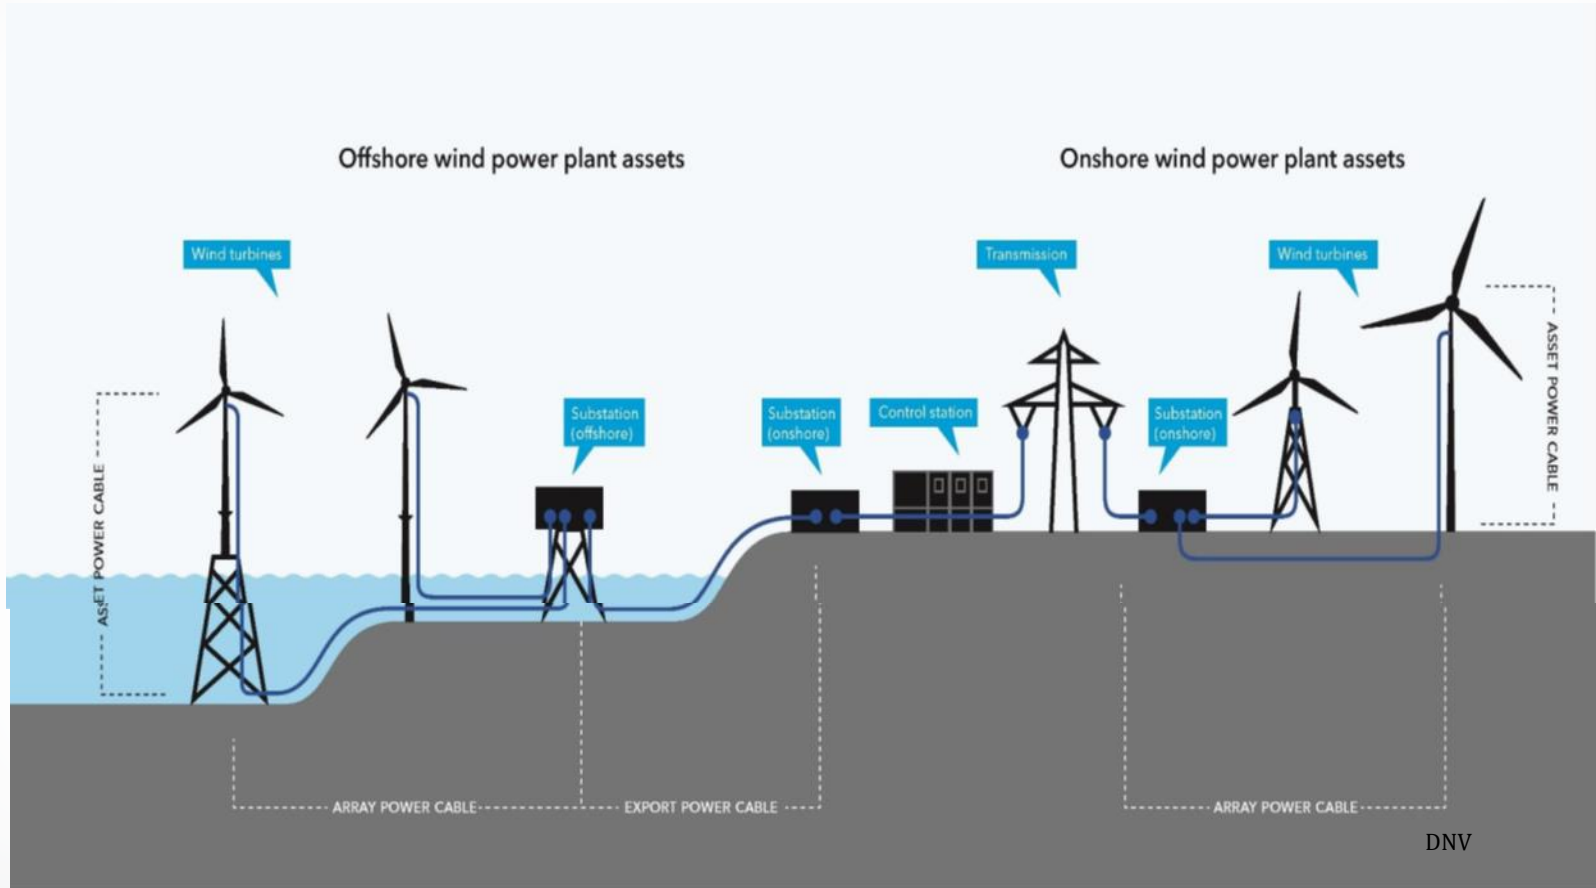 Offshore wind power plant assets
Onshore wind power plant assets
Wind turbines
Transmission
Wind turbines
Substation
(offshore)
Substation
(onshore)
Control station
Substation
(onshore)
ASSET POWER CABLE
ASSET POWER CABLE
ARRAY POWER CABLE
EXPORT POWER CABLE
ARRAY POWER CABLE
DNV